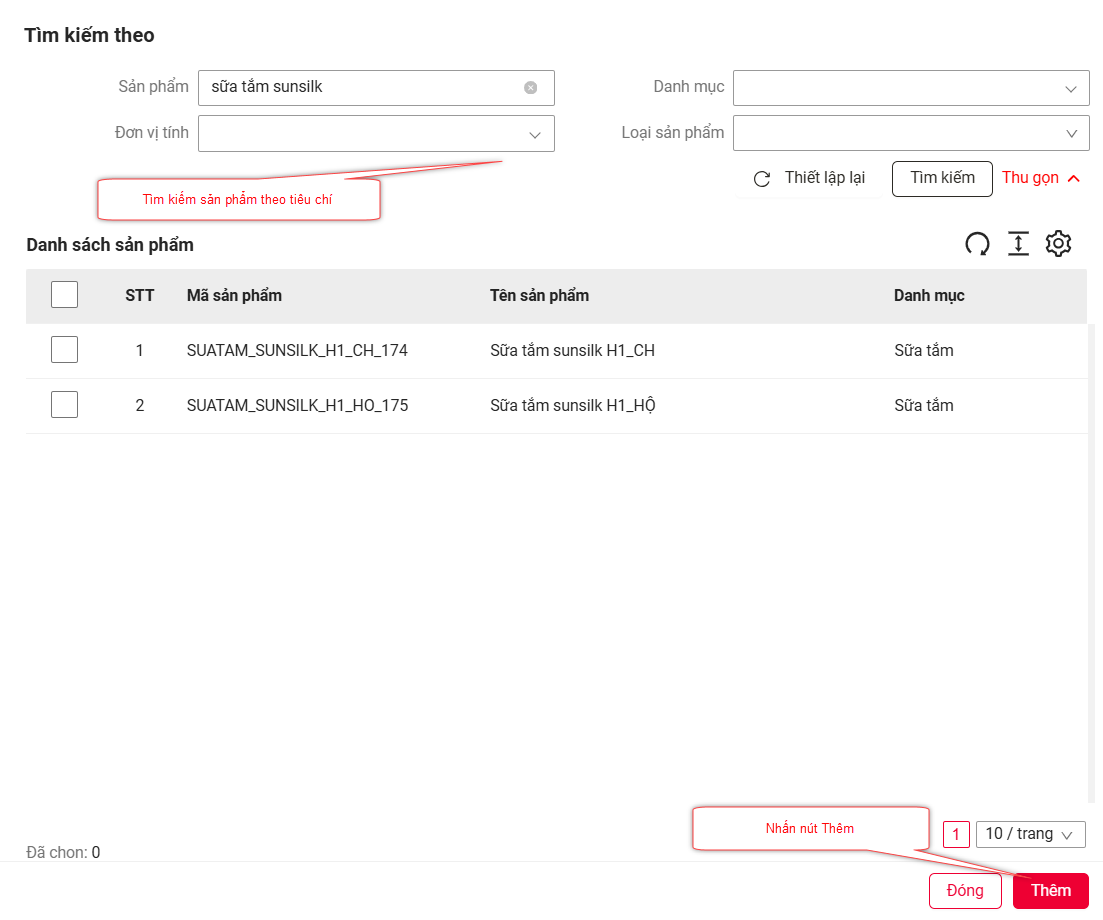 Tìm kiếm theo
Sản phẩm sữa tắm sunsilk Danh mục
Đơn vị tính Loại sản phẩm
Thiết lập lại Tìm kiếm Thu gọn
Tìm kiếm sản phẩm theo tiêu chí
Danh sách sản phẩm
STT Mã sản phẩm Tên sản phẩm Danh mục
1 SUATAM_SUNSILK_H1_CH_174 Sữa tắm sunsilk H1_CH Sữa tắm
2 SUATAM_SUNSILK_H1_HO_175 Sữa tắm sunsilk H1_HỘ Sữa tắm
Nhấn nút Thêm
1 10 / trang
Đã chọn: 0
Đóng Thêm